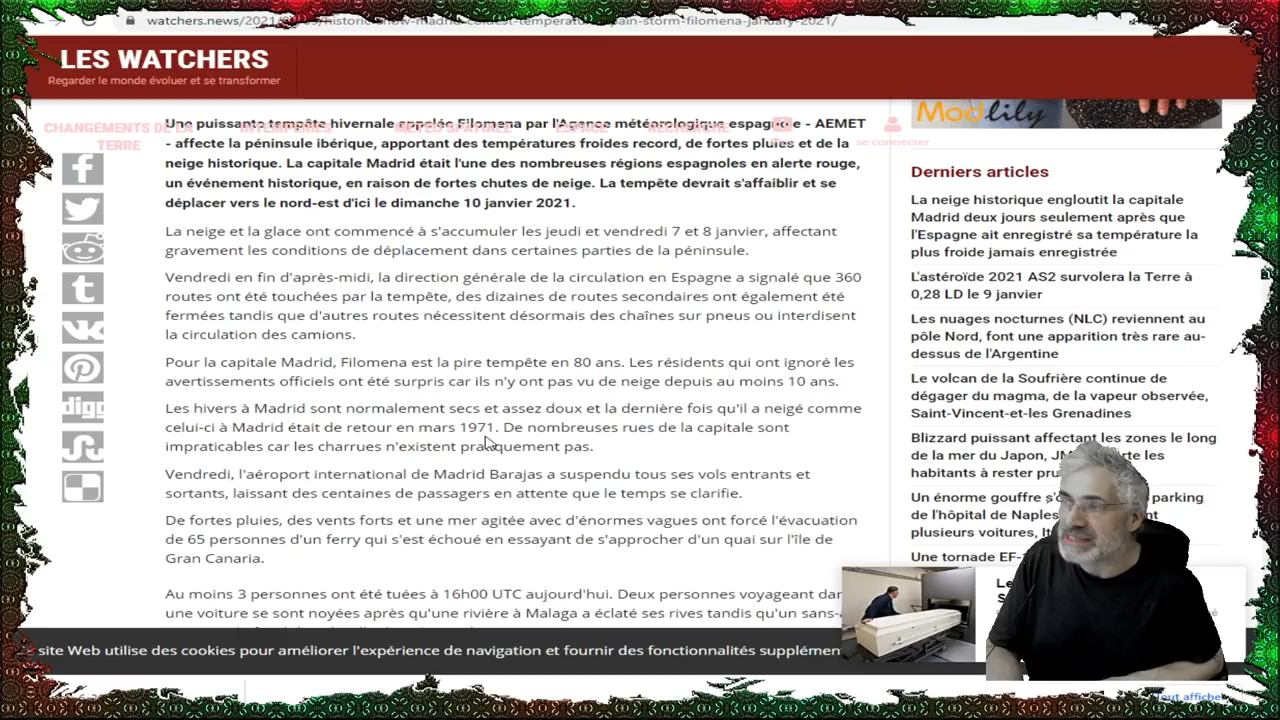 watchers.news/2021/
LES WATCHERS
Regarder le monde évoluer et se transformer
CHANGEMENTS DE LA TERRE
INTEMPÉRIES
MÉTÉO SPATIALE
ESPACE
RECHERCHE
se connecter
Modlily
Une puissante tempête hivernale appelée Filomena par l'Agence météorologique espagnole - AEMET
- affecte la péninsule ibérique, apportant des températures froides record, de fortes pluies et de la
neige historique. La capitale Madrid était l'une des nombreuses régions espagnoles en alerte rouge,
un événement historique, en raison de fortes chutes de neige. La tempête devrait s'affaiblir et se
déplacer vers le nord-est d'ici le dimanche 10 janvier 2021.
La neige et la glace ont commencé à s'accumuler les jeudi et vendredi 7 et 8 janvier, affectant
gravement les conditions de déplacement dans certaines parties de la péninsule.
Vendredi en fin d'après-midi, la direction générale de la circulation en Espagne a signalé que 360
routes ont été touchées par la tempête, des dizaines de routes secondaires ont également été
fermées tandis que d'autres routes nécessitent désormais des chaînes sur pneus ou interdisent
la circulation des camions.
Pour la capitale Madrid, Filomena est la pire tempête en 80 ans. Les résidents qui ont ignoré les
avertissements officiels ont été surpris car ils n'y ont pas vu de neige depuis au moins 10 ans.
Les hivers à Madrid sont normalement secs et assez doux et la dernière fois qu'il a neigé comme
celui-ci à Madrid était de retour en mars 1971. De nombreuses rues de la capitale sont
impraticables car les charrues n'existent pratiquement pas.
Vendredi, l'aéroport international de Madrid Barajas a suspendu tous ses vols entrants et
sortants, laissant des centaines de passagers en attente que le temps se clarifie.
De fortes pluies, des vents forts et une mer agitée avec d'énormes vagues ont forcé l'évacuation
de 65 personnes d'un ferry qui s'est échoué en essayant de s'approcher d'un quai sur l'île de
Gran Canaria.
Au moins 3 personnes ont été tuées à 16h00 UTC aujourd'hui. Deux personnes voyageant dans
une voiture se sont noyées après qu'une rivière à Malaga a éclaté ses rives tandis qu'un sans-
Derniers articles
La neige historique engloutit la capitale
Madrid deux jours seulement après que
l'Espagne ait enregistré sa température la
plus froide jamais enregistrée
L'astéroïde 2021 AS2 survolera la Terre à
0,28 LD le 9 janvier
Les nuages nocturnes (NLC) reviennent au
pôle Nord, font une apparition très rare au-
dessus de l'Argentine
Le volcan de la Soufrière continue de
dégager du magma, de la vapeur observée,
Saint-Vincent-et-les Grenadines
Blizzard puissant affectant les zones le long
de la mer du Japon, les
habitants à rester
Un énorme gouffre parking
de l'hôpital de Naples
plusieurs voitures,
Une tornade EF-
site Web utilise des cookies pour améliorer l'expérience de navigation et fournir des fonctionnalités
digg